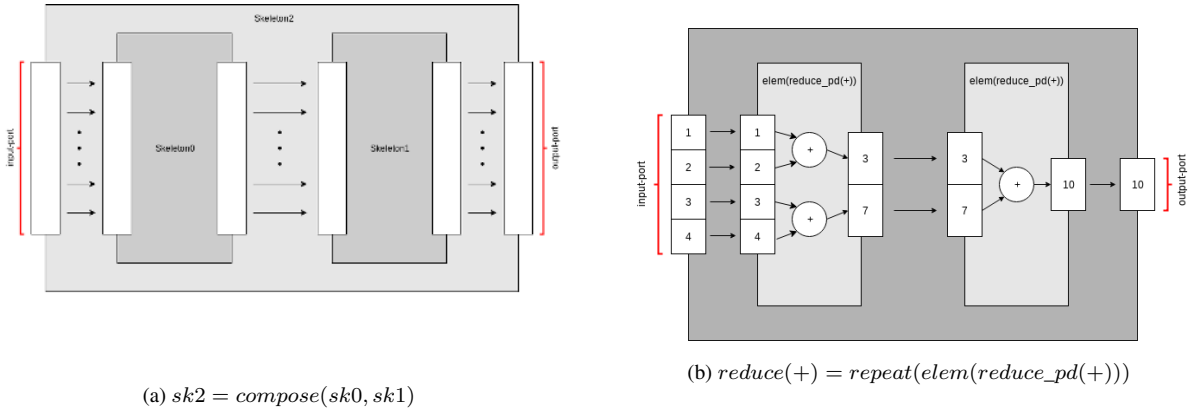 Skeleton2
input-port
Skeleton0
Skeleton1
output-port
(a) sk2 = compose(sk0, sk1)
elem(reduce_pd(+))
elem(reduce_pd(+))
input-port
1
2
3
4
1
2
3
4
+
+
3
7
3
7
+
10
10
output-port
(b) reduce(+) = repeat(elem(reduce_pd(+)))